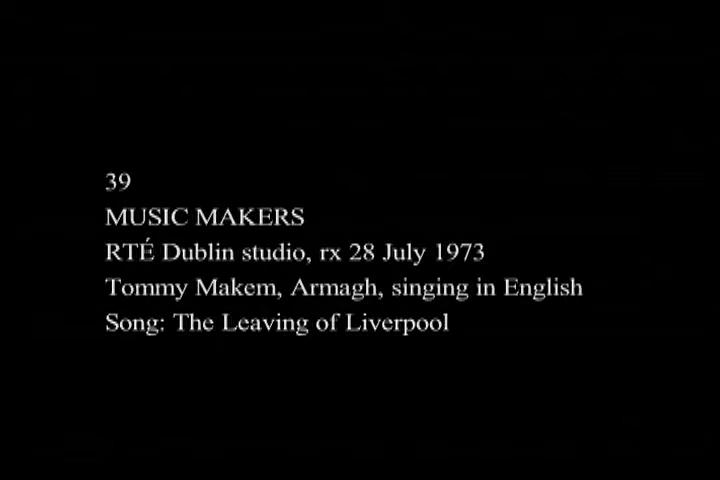 39
MUSIC MAKERS
RTÉ Dublin studio, rx 28 July 1973
Tommy Makem, Armagh, singing in English
Song: The Leaving of Liverpool